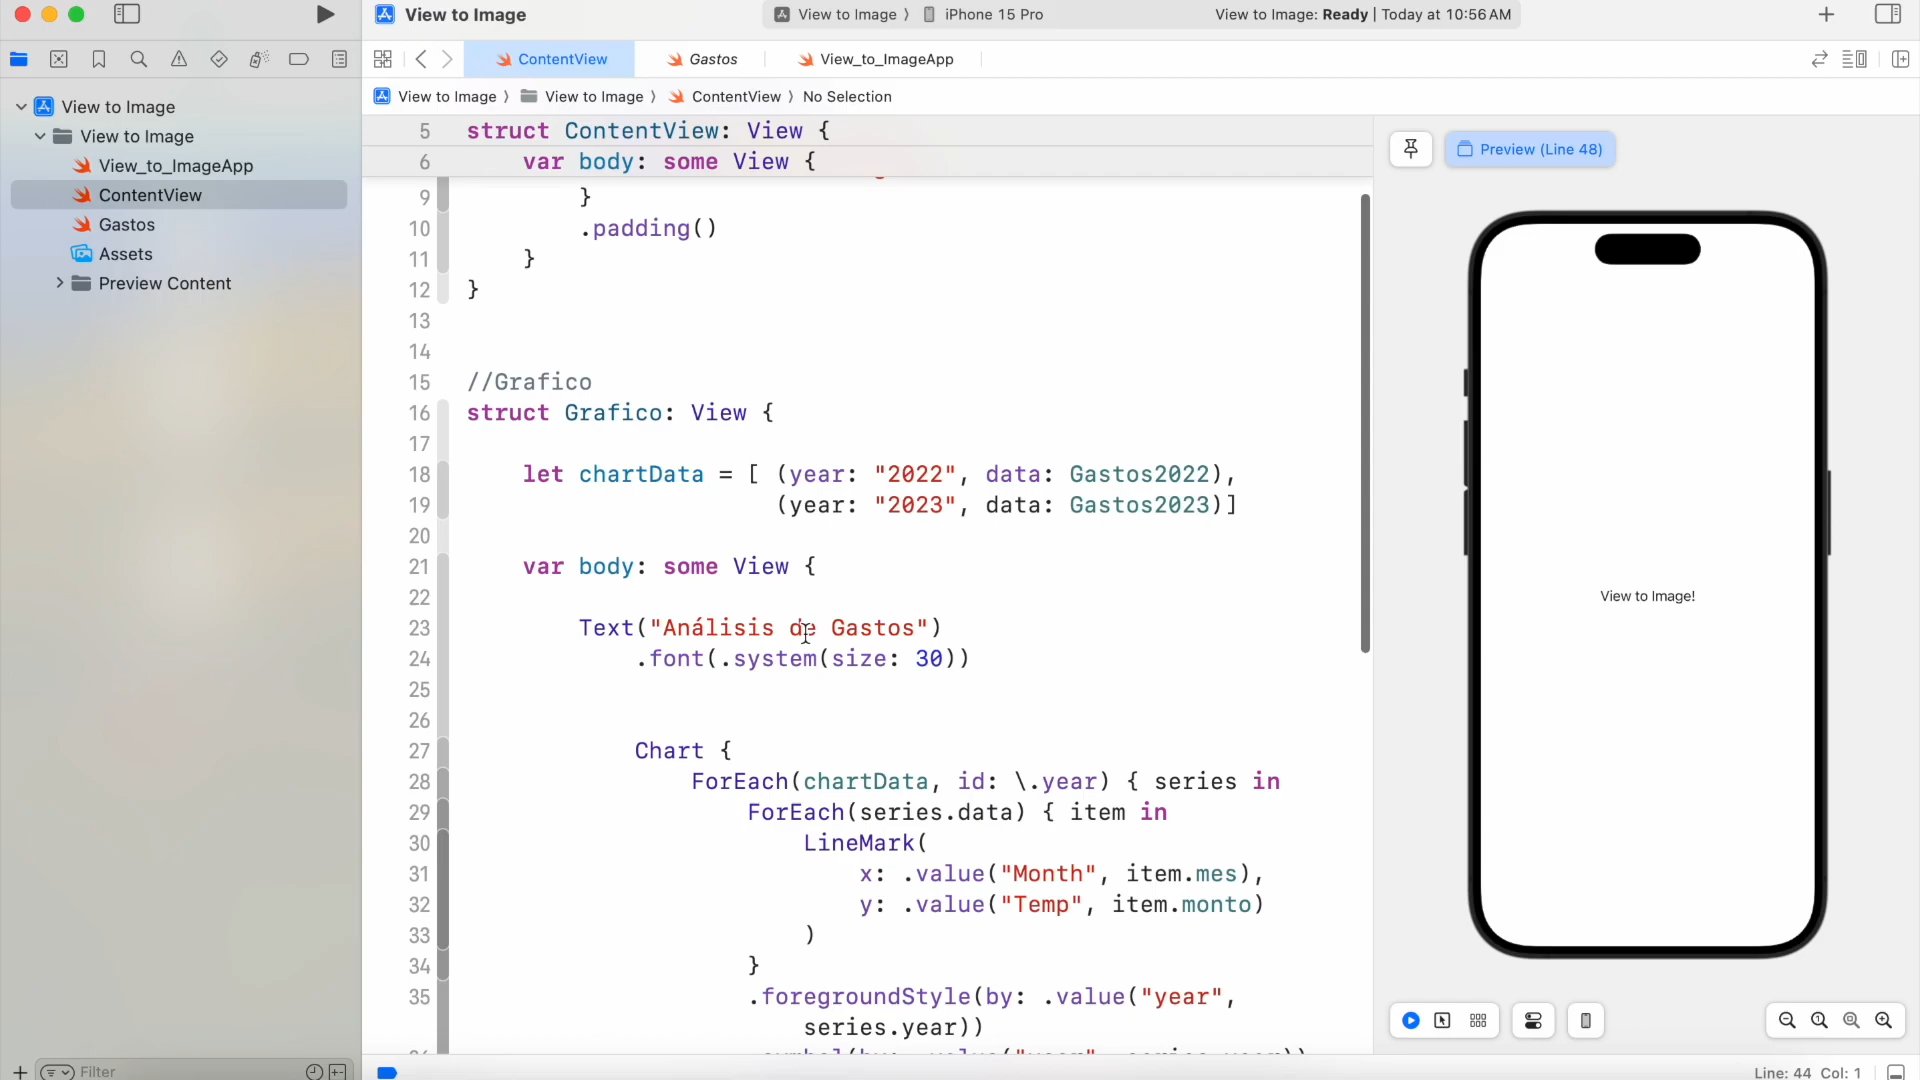 View to Image
View to Image 〉 iPhone 15 Pro
View to Image: Ready | Today at 10:56 AM
ContentView
Gastos
View_to_ImageApp
View to Image 〉 View to Image 〉 ContentView 〉 No Selection
View to Image
View to Image
View_to_ImageApp
ContentView
Gastos
Assets
Preview Content
Filter
5 struct ContentView: View {
6 var body: some View {
9 }
10 .padding()
11 }
12 }
13
14
15 //Grafico
16 struct Grafico: View {
17
18 let chartData = [ (year: "2022", data: Gastos2022),
19 (year: "2023", data: Gastos2023)]
20
21 var body: some View {
22
23 Text("Análisis de Gastos")
24 .font(.system(size: 30))
25
26
27 Chart {
28 ForEach(chartData, id: \.year) { series in
29 ForEach(series.data) { item in
30 LineMark(
31 x: .value("Month", item.mes),
32 y: .value("Temp", item.monto)
33 )
34 }
35 .foregroundStyle(by: .value("year",
series.year))
Preview (Line 48)
View to Image!
Line: 44 Col: 1